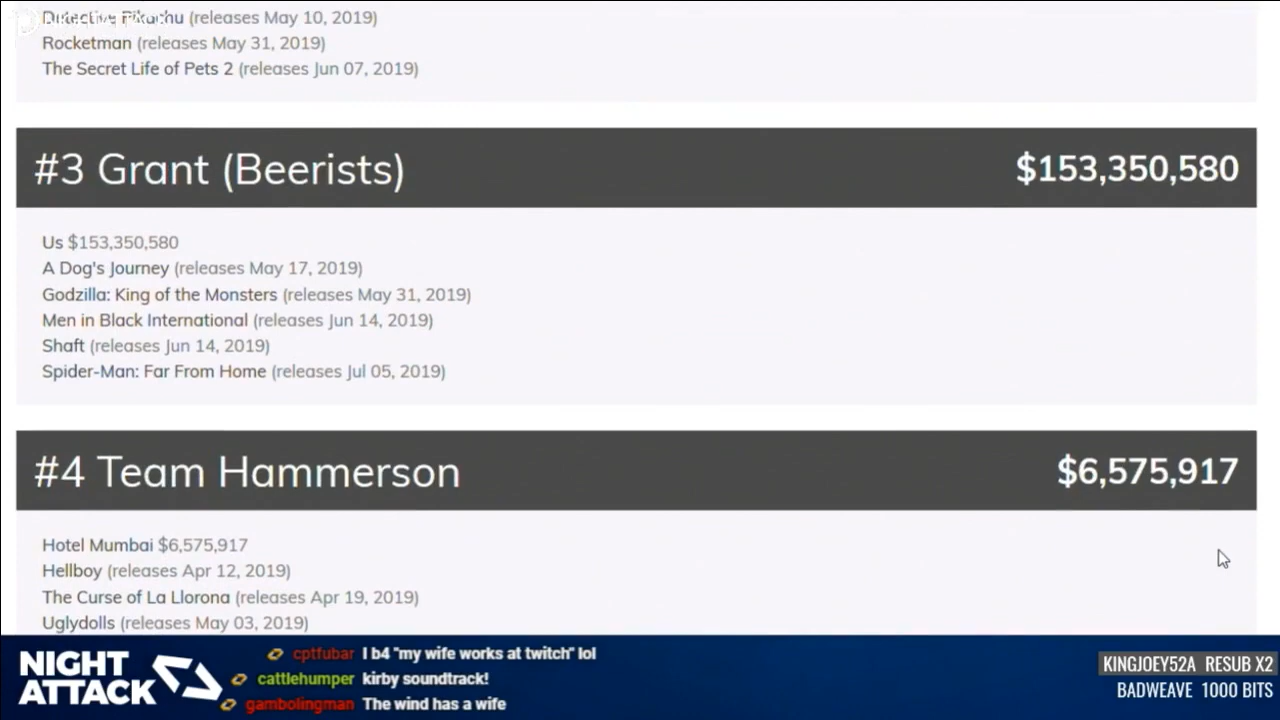 (releases May 10, 2019)
Rocketman (releases May 31, 2019)
The Secret Life of Pets 2 (releases Jun 07, 2019)
#3 Grant (Beerists)
$153,350,580
Us $153,350,580
A Dog's Journey (releases May 17, 2019)
Godzilla: King of the Monsters (releases May 31, 2019)
Men in Black International (releases Jun 14, 2019)
Shaft (releases Jun 14, 2019)
Spider-Man: Far From Home (releases Jul 05, 2019)
#4 Team Hammerson
$6,575,917
Hotel Mumbai $6,575,917
Hellboy (releases Apr 12, 2019)
The Curse of La Llorona (releases Apr 19, 2019)
Uglydolls (releases May 03, 2019)
NIGHT
ATTACK
cptfubar I b4 "my wife works at twitch" lol
cattlehumper kirby soundtrack!
gambolingman The wind has a wife
KINGJOEY52A RESUB X2
BADWEAVE 1000 BITS